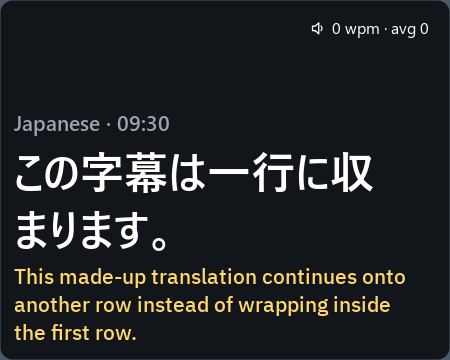 0 wpm · avg 0
Japanese · 09:30
この字幕は一行に収
まります。
This made-up translation continues onto
another row instead of wrapping inside
the first row.